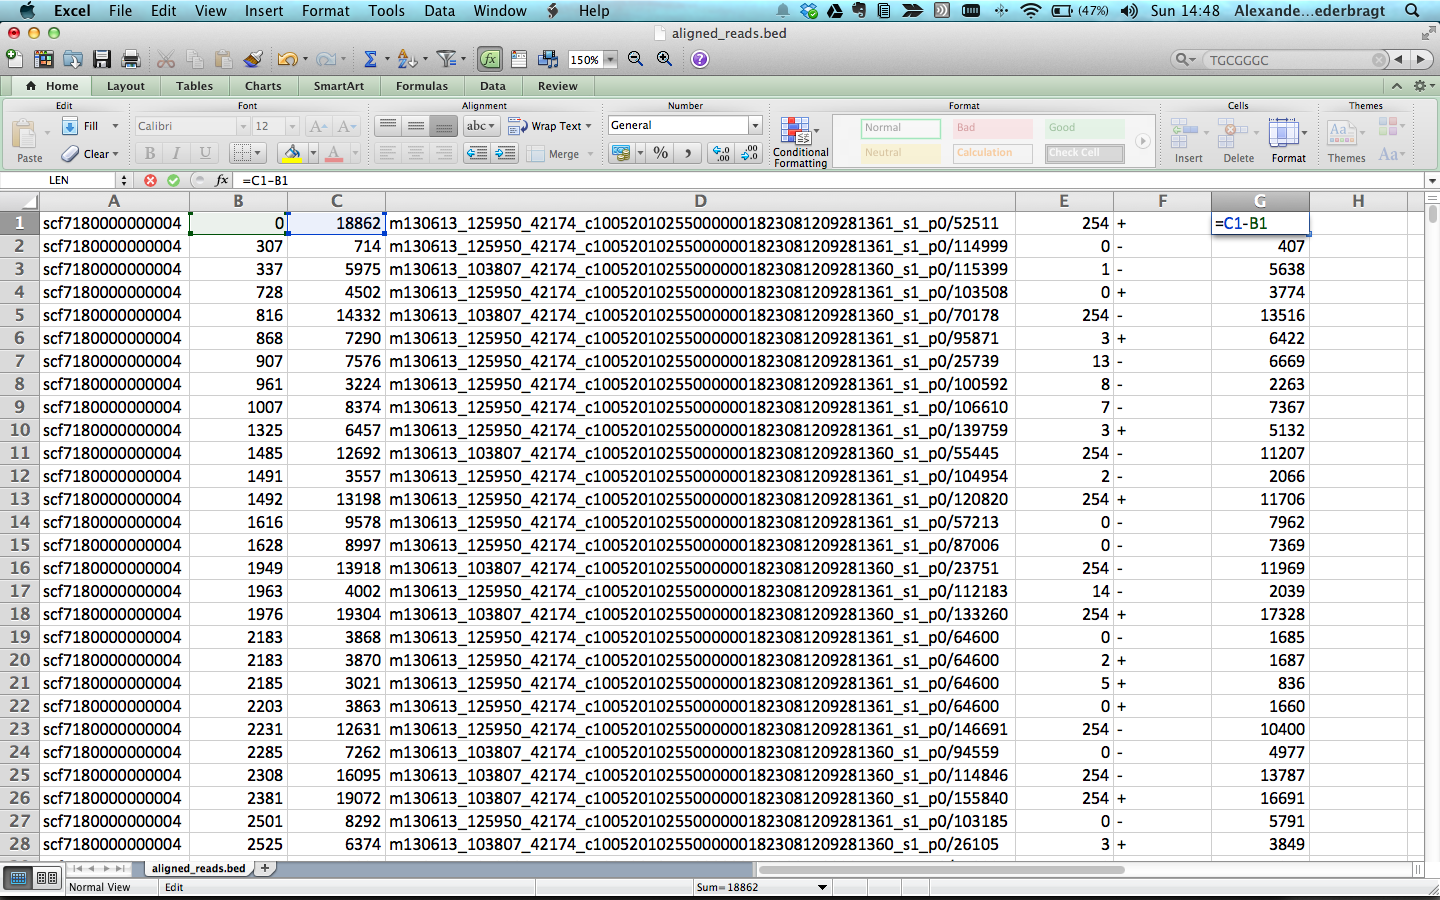 Excel File Edit View Insert Format Tools Data Window Help (47%) Sun 14:48 Alexande...ederbragt
aligned_reads.bed
150% TGCGGGC
Home Layout Tables Charts SmartArt Formulas Data Review
Edit Font Alignment Number Format Cells Themes
Fill Calibri 12 abc Wrap Text General Normal Bad Good
Paste Clear B I U Merge % Conditional Formatting Neutral Calculation Check Cell Insert Delete Format Themes Aa
LEN fx =C1-B1
A B C D E F G H
1 scf7180000000004 0 18862 m130613_125950_42174_c100520102550000001823081209281361_s1_p0/52511 254 + =C1-B1
2 scf7180000000004 307 714 m130613_125950_42174_c100520102550000001823081209281361_s1_p0/114999 0 - 407
3 scf7180000000004 337 5975 m130613_103807_42174_c100520102550000001823081209281360_s1_p0/115399 1 - 5638
4 scf7180000000004 728 4502 m130613_125950_42174_c100520102550000001823081209281361_s1_p0/103508 0 + 3774
5 scf7180000000004 816 14332 m130613_103807_42174_c100520102550000001823081209281360_s1_p0/70178 254 - 13516
6 scf7180000000004 868 7290 m130613_125950_42174_c100520102550000001823081209281361_s1_p0/95871 3 + 6422
7 scf7180000000004 907 7576 m130613_125950_42174_c100520102550000001823081209281361_s1_p0/25739 13 - 6669
8 scf7180000000004 961 3224 m130613_125950_42174_c100520102550000001823081209281361_s1_p0/100592 8 - 2263
9 scf7180000000004 1007 8374 m130613_125950_42174_c100520102550000001823081209281361_s1_p0/106610 7 - 7367
10 scf7180000000004 1325 6457 m130613_125950_42174_c100520102550000001823081209281361_s1_p0/139759 3 + 5132
11 scf7180000000004 1485 12692 m130613_103807_42174_c100520102550000001823081209281360_s1_p0/55445 254 - 11207
12 scf7180000000004 1491 3557 m130613_125950_42174_c100520102550000001823081209281361_s1_p0/104954 2 - 2066
13 scf7180000000004 1492 13198 m130613_125950_42174_c100520102550000001823081209281361_s1_p0/120820 254 + 11706
14 scf7180000000004 1616 9578 m130613_125950_42174_c100520102550000001823081209281361_s1_p0/57213 0 - 7962
15 scf7180000000004 1628 8997 m130613_125950_42174_c100520102550000001823081209281361_s1_p0/87006 0 - 7369
16 scf7180000000004 1949 13918 m130613_103807_42174_c100520102550000001823081209281360_s1_p0/23751 254 - 11969
17 scf7180000000004 1963 4002 m130613_125950_42174_c100520102550000001823081209281361_s1_p0/112183 14 - 2039
18 scf7180000000004 1976 19304 m130613_103807_42174_c100520102550000001823081209281360_s1_p0/133260 254 + 17328
19 scf7180000000004 2183 3868 m130613_125950_42174_c100520102550000001823081209281361_s1_p0/64600 0 - 1685
20 scf7180000000004 2183 3870 m130613_125950_42174_c100520102550000001823081209281361_s1_p0/64600 2 + 1687
21 scf7180000000004 2185 3021 m130613_125950_42174_c100520102550000001823081209281361_s1_p0/64600 5 + 836
22 scf7180000000004 2203 3863 m130613_125950_42174_c100520102550000001823081209281361_s1_p0/64600 0 + 1660
23 scf7180000000004 2231 12631 m130613_125950_42174_c100520102550000001823081209281361_s1_p0/146691 254 - 10400
24 scf7180000000004 2285 7262 m130613_103807_42174_c100520102550000001823081209281360_s1_p0/94559 0 - 4977
25 scf7180000000004 2308 16095 m130613_103807_42174_c100520102550000001823081209281360_s1_p0/114846 254 - 13787
26 scf7180000000004 2381 19072 m130613_103807_42174_c100520102550000001823081209281360_s1_p0/155840 254 + 16691
27 scf7180000000004 2501 8292 m130613_125950_42174_c100520102550000001823081209281361_s1_p0/103185 0 - 5791
28 scf7180000000004 2525 6374 m130613_103807_42174_c100520102550000001823081209281360_s1_p0/26105 3 + 3849
aligned_reads.bed
Normal View Edit Sum=18862